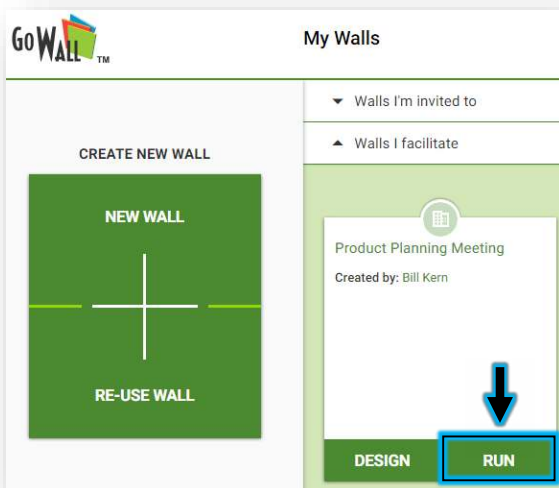 GoWALL TM
My Walls
Walls I'm invited to
Walls I facilitate
CREATE NEW WALL
NEW WALL
RE-USE WALL
Product Planning Meeting
Created by: Bill Kern
DESIGN RUN